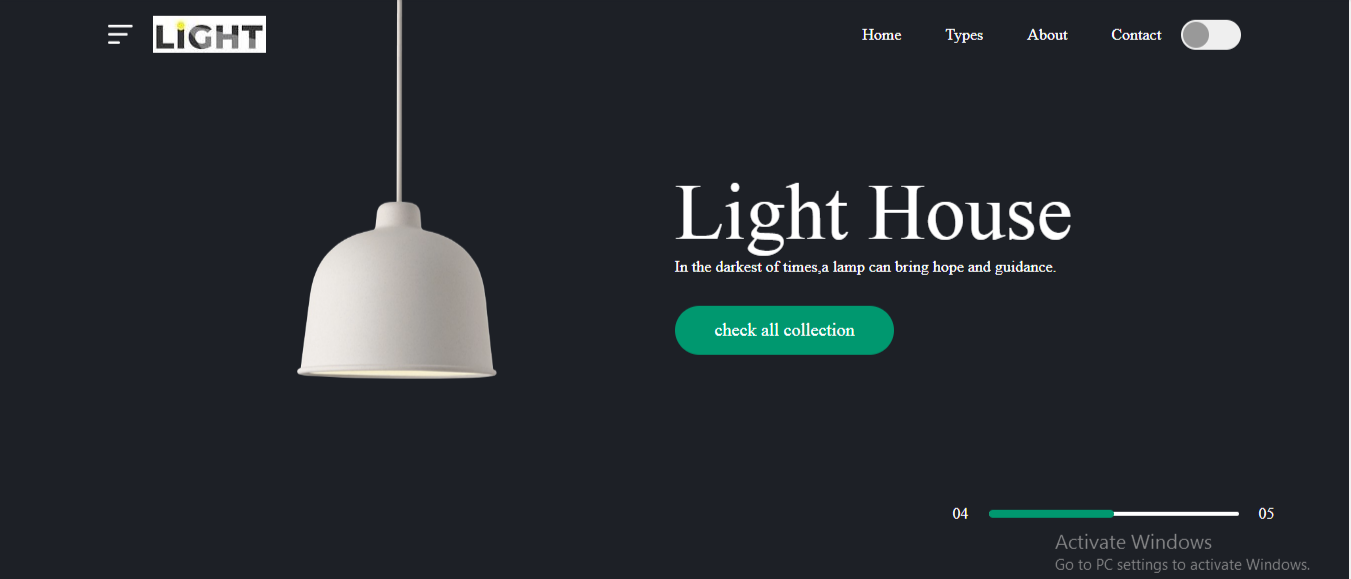 LIGHT
Home Types About Contact
Light House
In the darkest of times,a lamp can bring hope and guidance.
check all collection
04 05
Activate Windows
Go to PC settings to activate Windows.